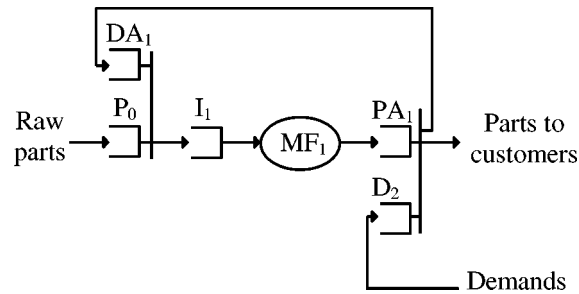 DA₁
P₀
I₁
PA₁
Raw
parts
MF₁
Parts to
customers
D₂
Demands